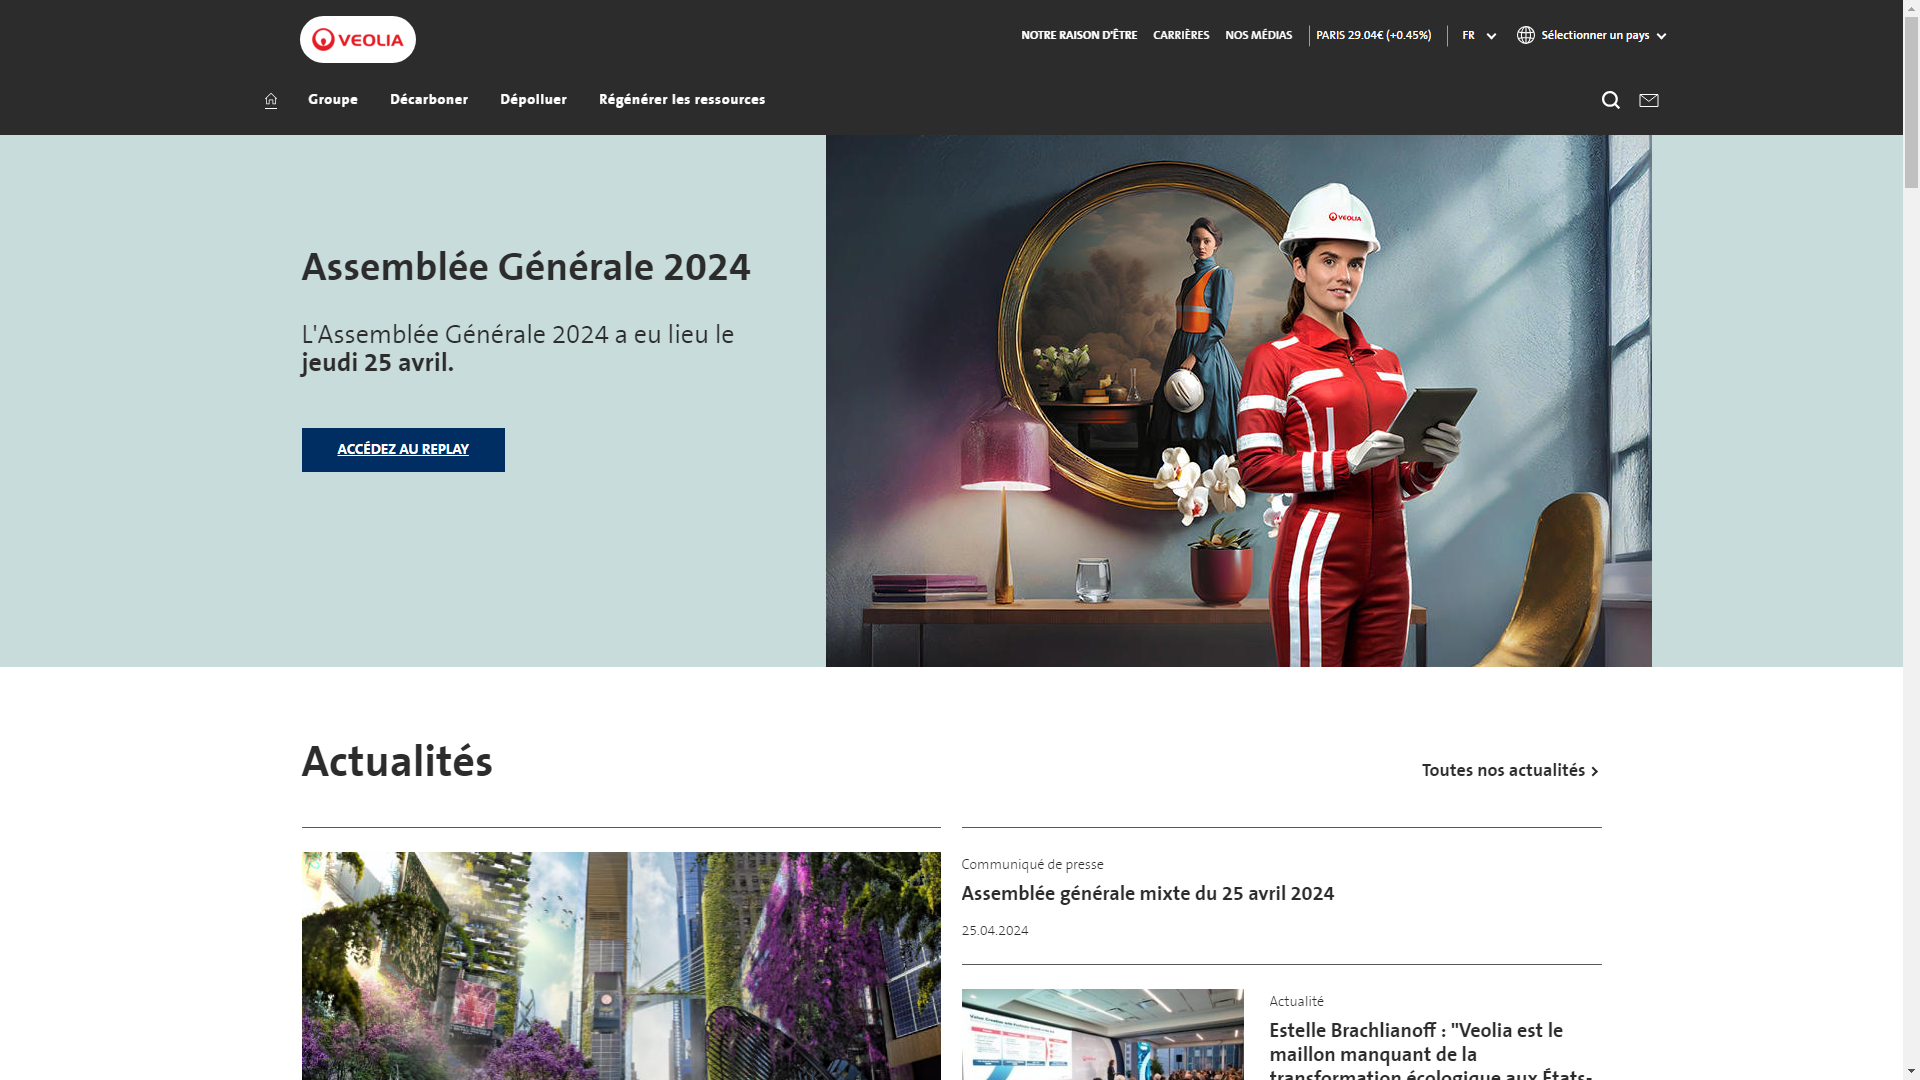 VEOLIA
NOTRE RAISON D'ÊTRE
CARRIÈRES
NOS MÉDIAS
PARIS 29.04€ (+0.45%)
FR
Sélectionner un pays
Groupe
Décarboner
Dépolluer
Régénérer les ressources
VEOLIA
Assemblée Générale 2024
L'Assemblée Générale 2024 a eu lieu le
jeudi 25 avril.
ACCÉDEZ AU REPLAY
Actualités
Toutes nos actualités
Communiqué de presse
Assemblée générale mixte du 25 avril 2024
25.04.2024
Actualité
Estelle Brachlianoff : "Veolia est le
maillon manquant de la
transformation écologique aux États-